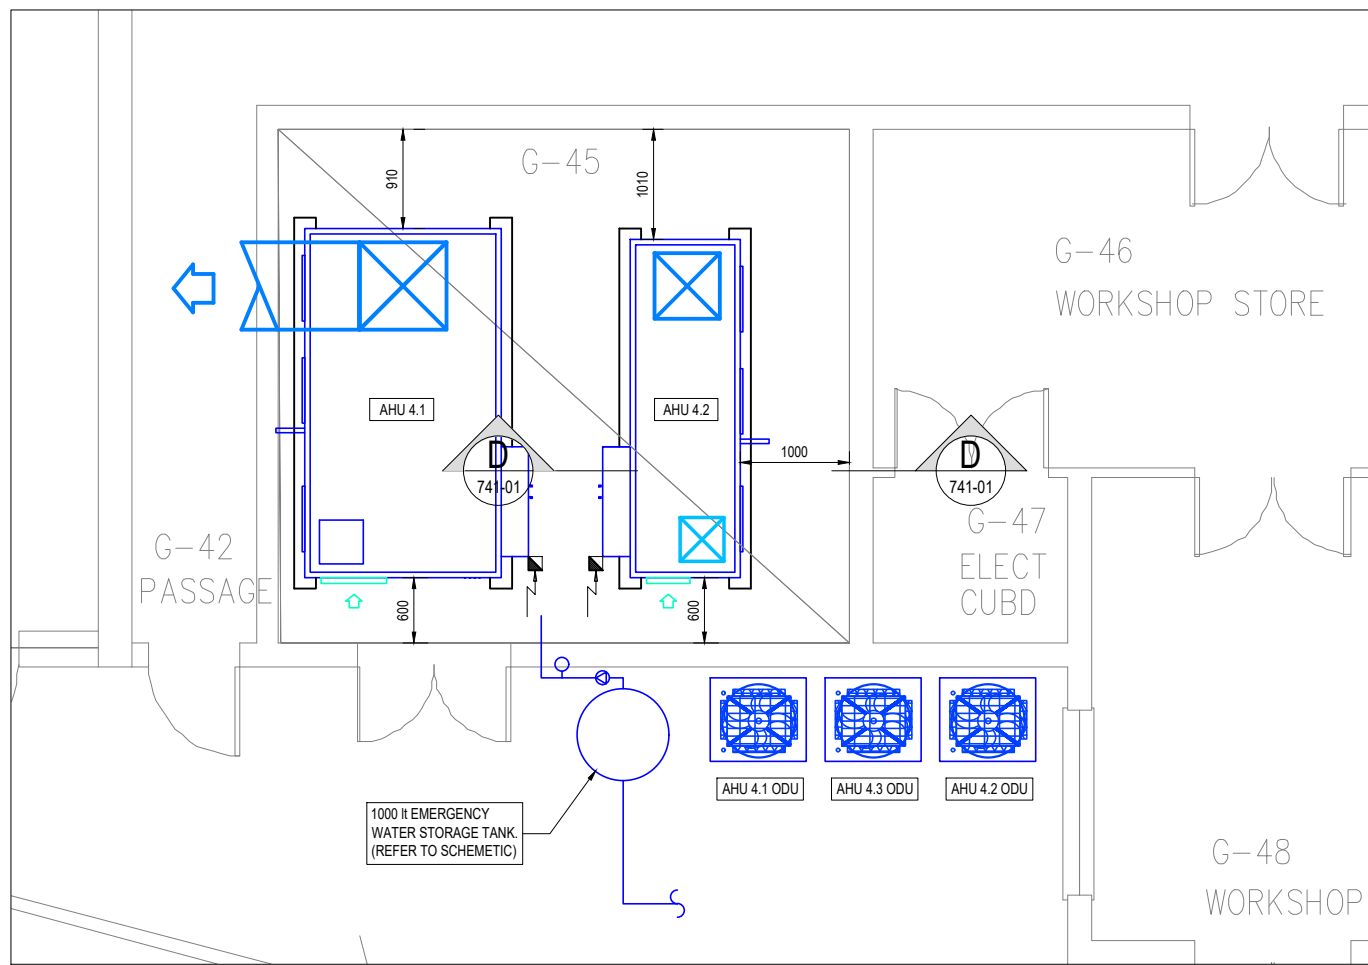 G-45
910
1010
G-46
WORKSHOP STORE
AHU 4.1
AHU 4.2
D
741-01
1000
D
741-01
G-42
PASSAGE
G-47
ELECT
CUBD
600
600
AHU 4.1 ODU
AHU 4.3 ODU
AHU 4.2 ODU
1000 lt EMERGENCY
WATER STORAGE TANK.
(REFER TO SCHEMETIC)
G-48
WORKSHOP